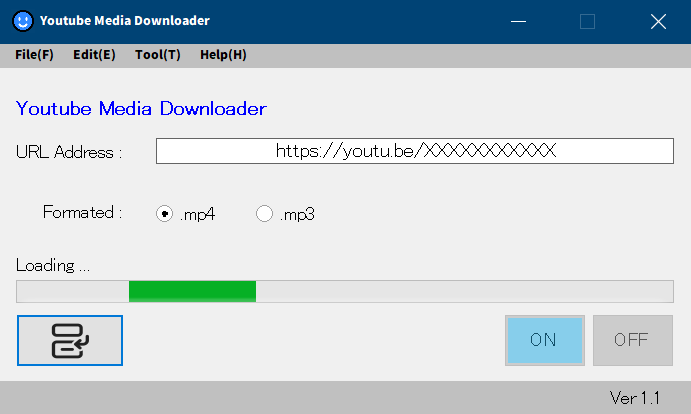 Youtube Media Downloader
File(F) Edit(E) Tool(T) Help(H)
Youtube Media Downloader
URL Address : https://youtu.be/XXXXXXXXXXXX
Formated : .mp4 .mp3
Loading ...
ON OFF
Ver 1.1